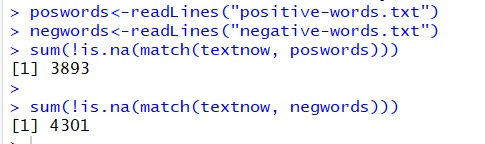 > poswords<-readLines("positive-words.txt")
> negwords<-readLines("negative-words.txt")
> sum(!is.na(match(textnow, poswords)))
[1] 3893
>
> sum(!is.na(match(textnow, negwords)))
[1] 4301
>